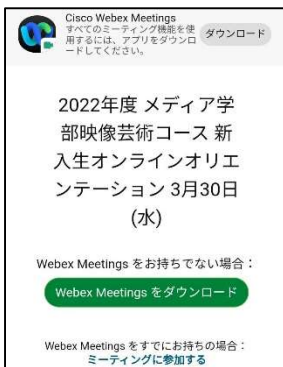 Cisco Webex Meetings
すべてのミーティング機能を使
用するには、アプリをダウンロ
ードしてください。
ダウンロード
2022年度 メディア学
部映像芸術コース 新
入生オンラインオリエ
ンテーション 3月30日
(水)
Webex Meetings をお持ちでない場合：
Webex Meetings をダウンロード
Webex Meetings をすでにお持ちの場合：
ミーティングに参加する